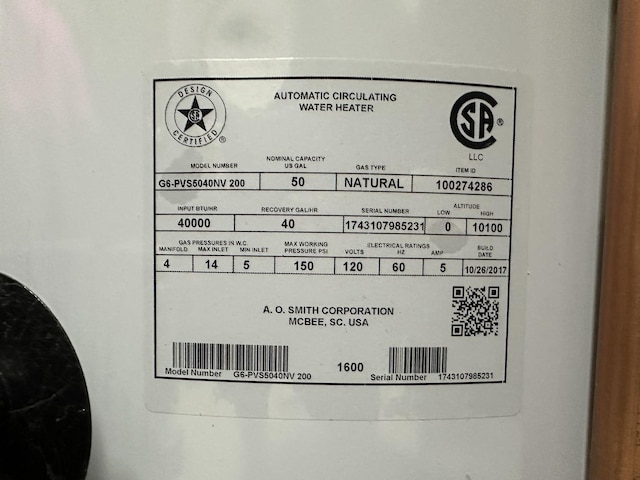 DESIGN
CERTIFIED
AUTOMATIC CIRCULATING
WATER HEATER
SA ®
LLC
MODEL NUMBER NOMINAL CAPACITY US GAL GAS TYPE ITEM ID
G6-PVS5040NV 200 50 NATURAL 100274286
INPUT BTU/HR RECOVERY GAL/HR SERIAL NUMBER LOW ALTITUDE HIGH
40000 40 1743107985231 0 10100
GAS PRESSURES IN W.C. MAX WORKING ELECTRICAL RATINGS BUILD
MANIFOLD MAX INLET MIN INLET PRESSURE PSI VOLTS HZ AMP DATE
4 14 5 150 120 60 5 10/26/2017
A. O. SMITH CORPORATION
MCBEE, SC. USA
1600
Model Number G6-PVS5040NV 200 Serial Number 1743107985231